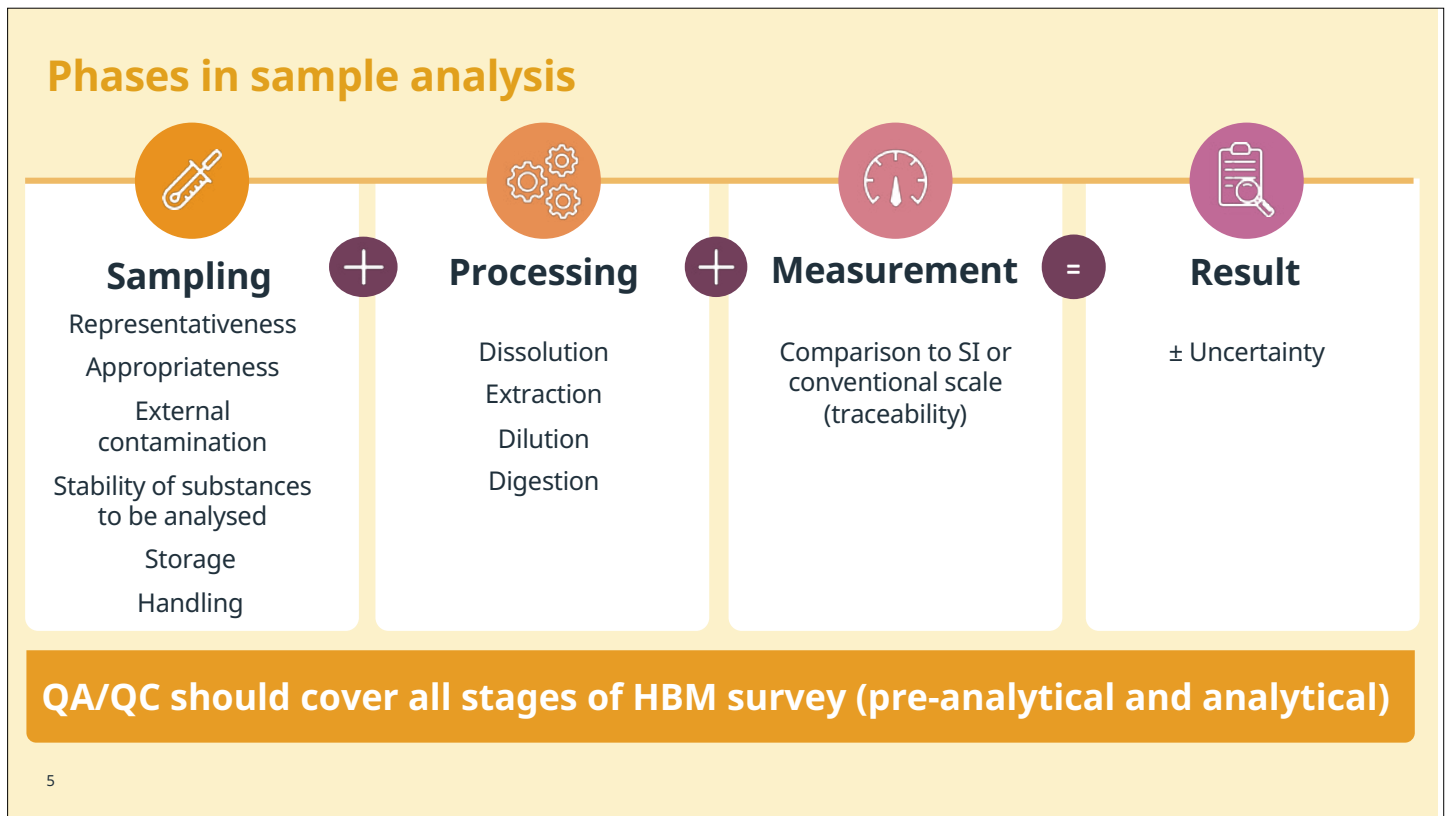 Phases in sample analysis
Sampling
Representativeness
Appropriateness
External
contamination
Stability of substances
to be analysed
Storage
Handling
+
Processing
Dissolution
Extraction
Dilution
Digestion
+
Measurement
Comparison to SI or
conventional scale
(traceability)
=
Result
± Uncertainty
QA/QC should cover all stages of HBM survey (pre-analytical and analytical)
5